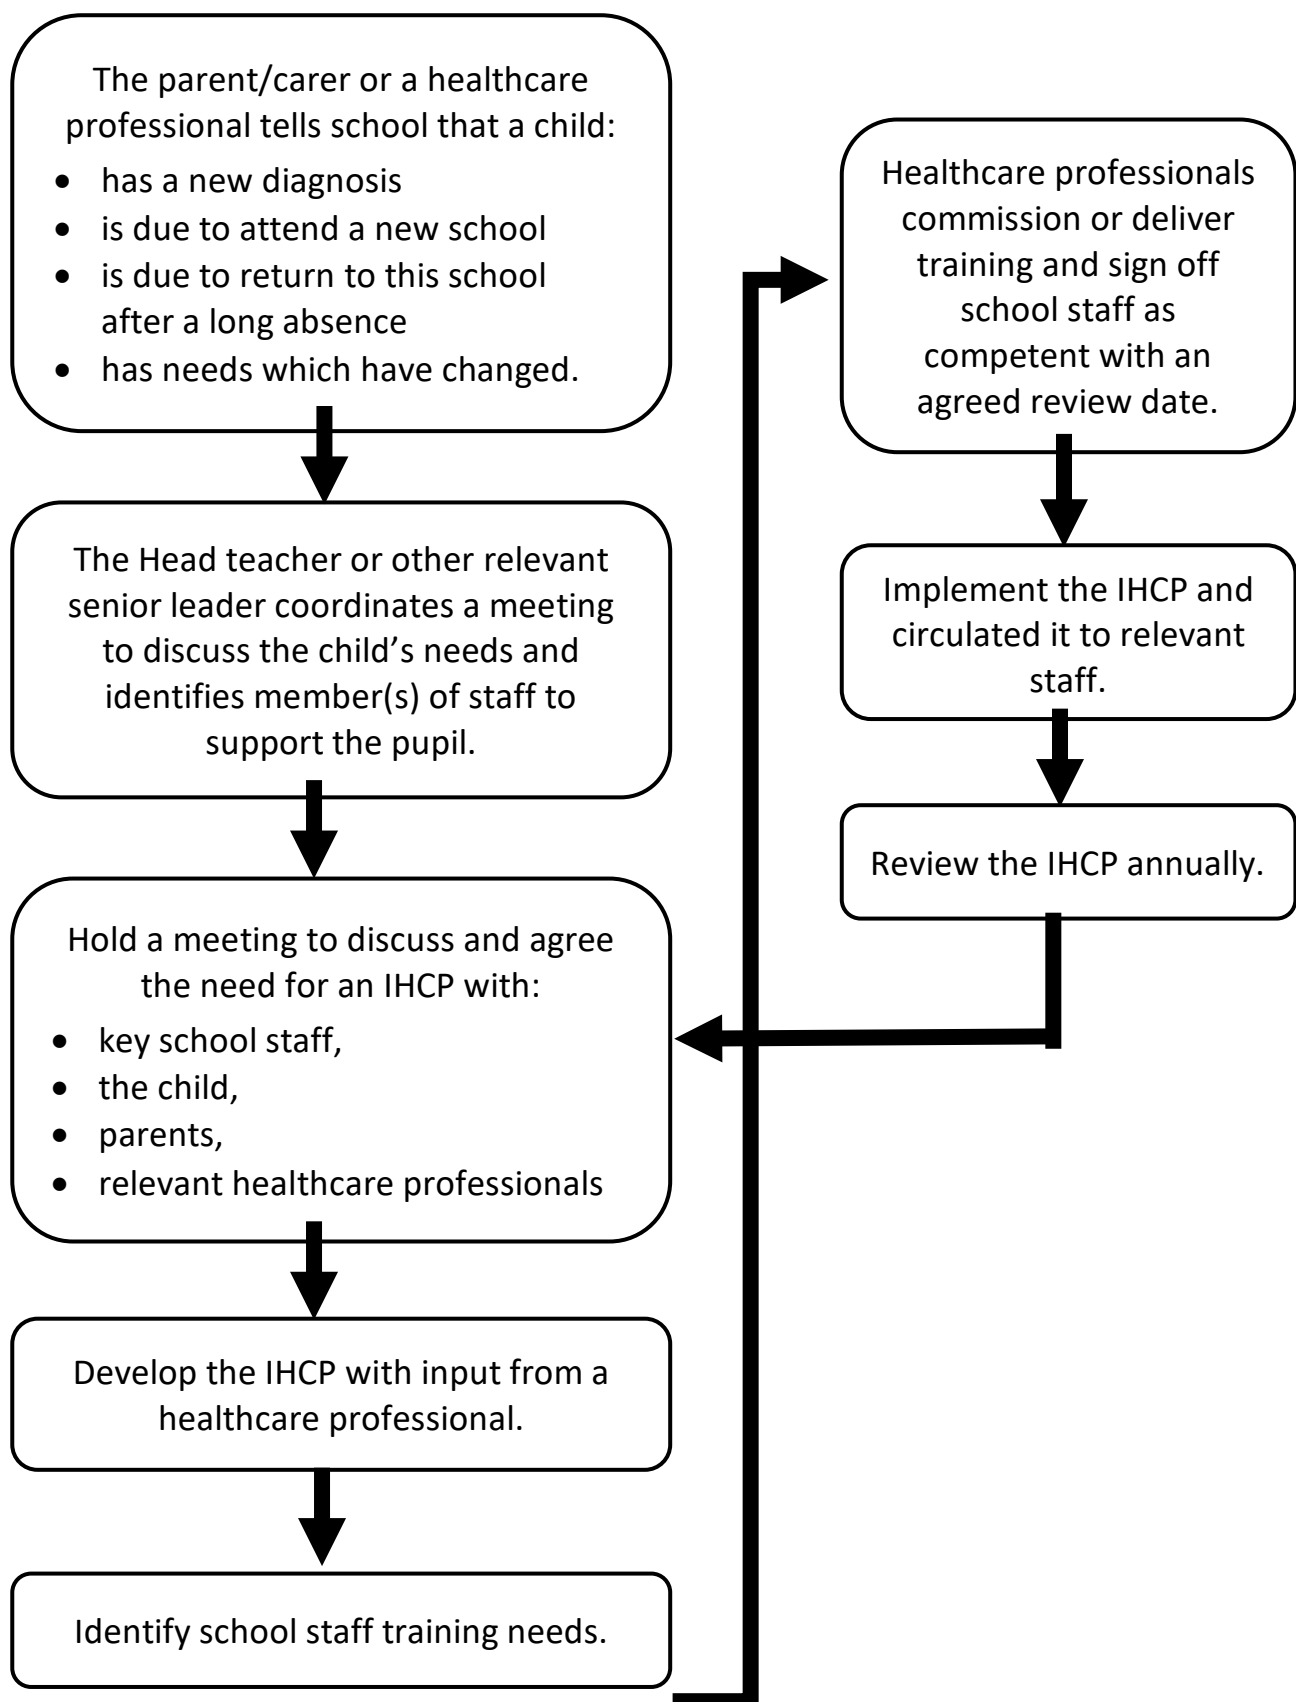 The parent/carer or a healthcare
professional tells school that a child:
• has a new diagnosis
• is due to attend a new school
• is due to return to this school
after a long absence
• has needs which have changed.
The Head teacher or other relevant
senior leader coordinates a meeting
to discuss the child’s needs and
identifies member(s) of staff to
support the pupil.
Hold a meeting to discuss and agree
the need for an IHCP with:
• key school staff,
• the child,
• parents,
• relevant healthcare professionals
Develop the IHCP with input from a
healthcare professional.
Identify school staff training needs.
Healthcare professionals
commission or deliver
training and sign off
school staff as
competent with an
agreed review date.
Implement the IHCP and
circulated it to relevant
staff.
Review the IHCP annually.